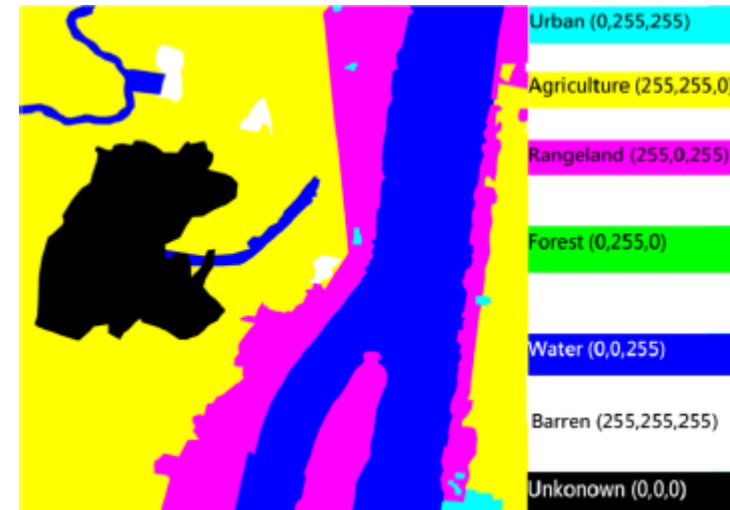 Urban (0,255,255)
Agriculture (255,255,0)
Rangeland (255,0,255)
Forest (0,255,0)
Water (0,0,255)
Barren (255,255,255)
Unkonown (0,0,0)